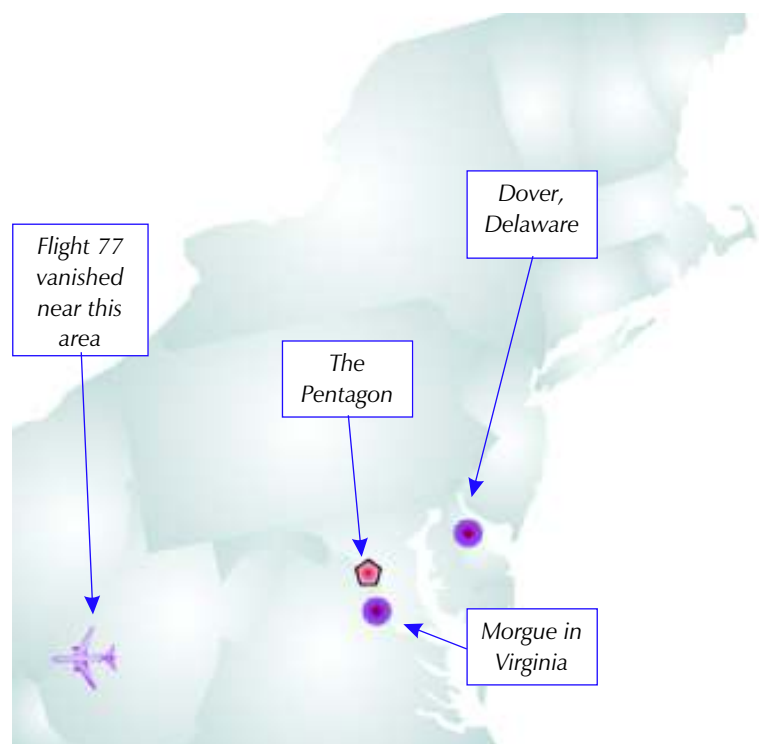 Dover,
Delaware
Flight 77
vanished
near this
area
The
Pentagon
Morgue in
Virginia